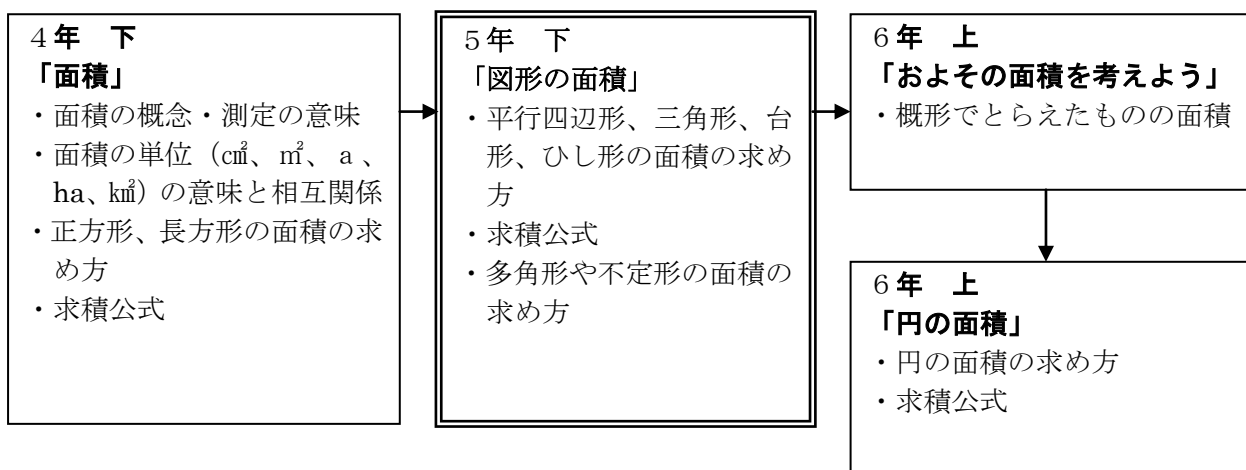 ４年　下
「面積」
・面積の概念・測定の意味
・面積の単位（㎠、㎡、ａ、
ha、㎢）の意味と相互関係
・正方形、長方形の面積の求
め方
・求積公式
５年　下
「図形の面積」
・平行四辺形、三角形、台
形、ひし形の面積の求め
方
・求積公式
・多角形や不定形の面積の
求め方
６年　上
「およその面積を考えよう」
・概形でとらえたものの面積
６年　上
「円の面積」
・円の面積の求め方
・求積公式